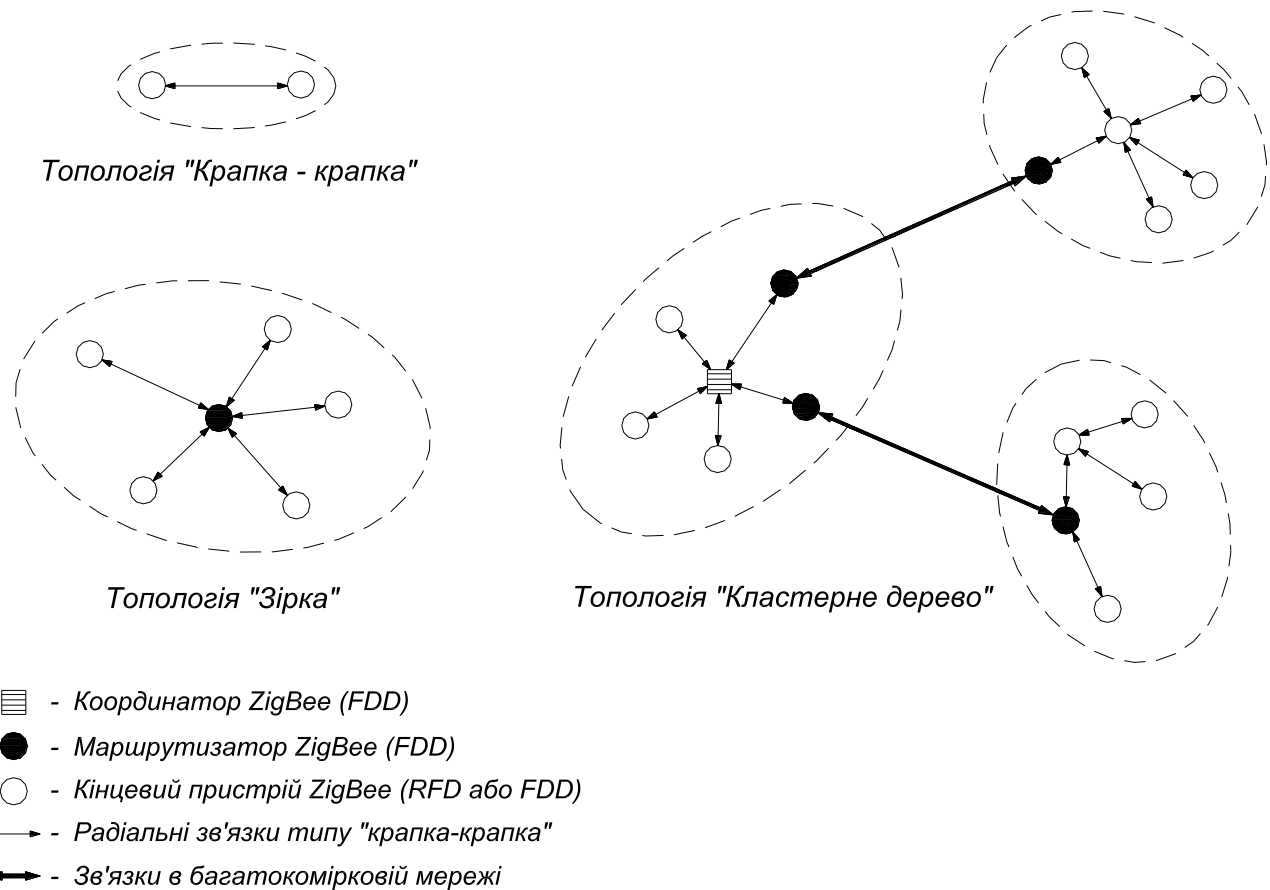 Топологія "Крапка - крапка"
Топологія "Зірка"
Топологія "Кластерне дерево"
- Координатор ZigBee (FDD)
- Маршрутизатор ZigBee (FDD)
- Кінцевий пристрій ZigBee (RFD або FDD)
- Радіальні зв'язки типу "крапка-крапка"
- Зв'язки в багатокомірковій мережі